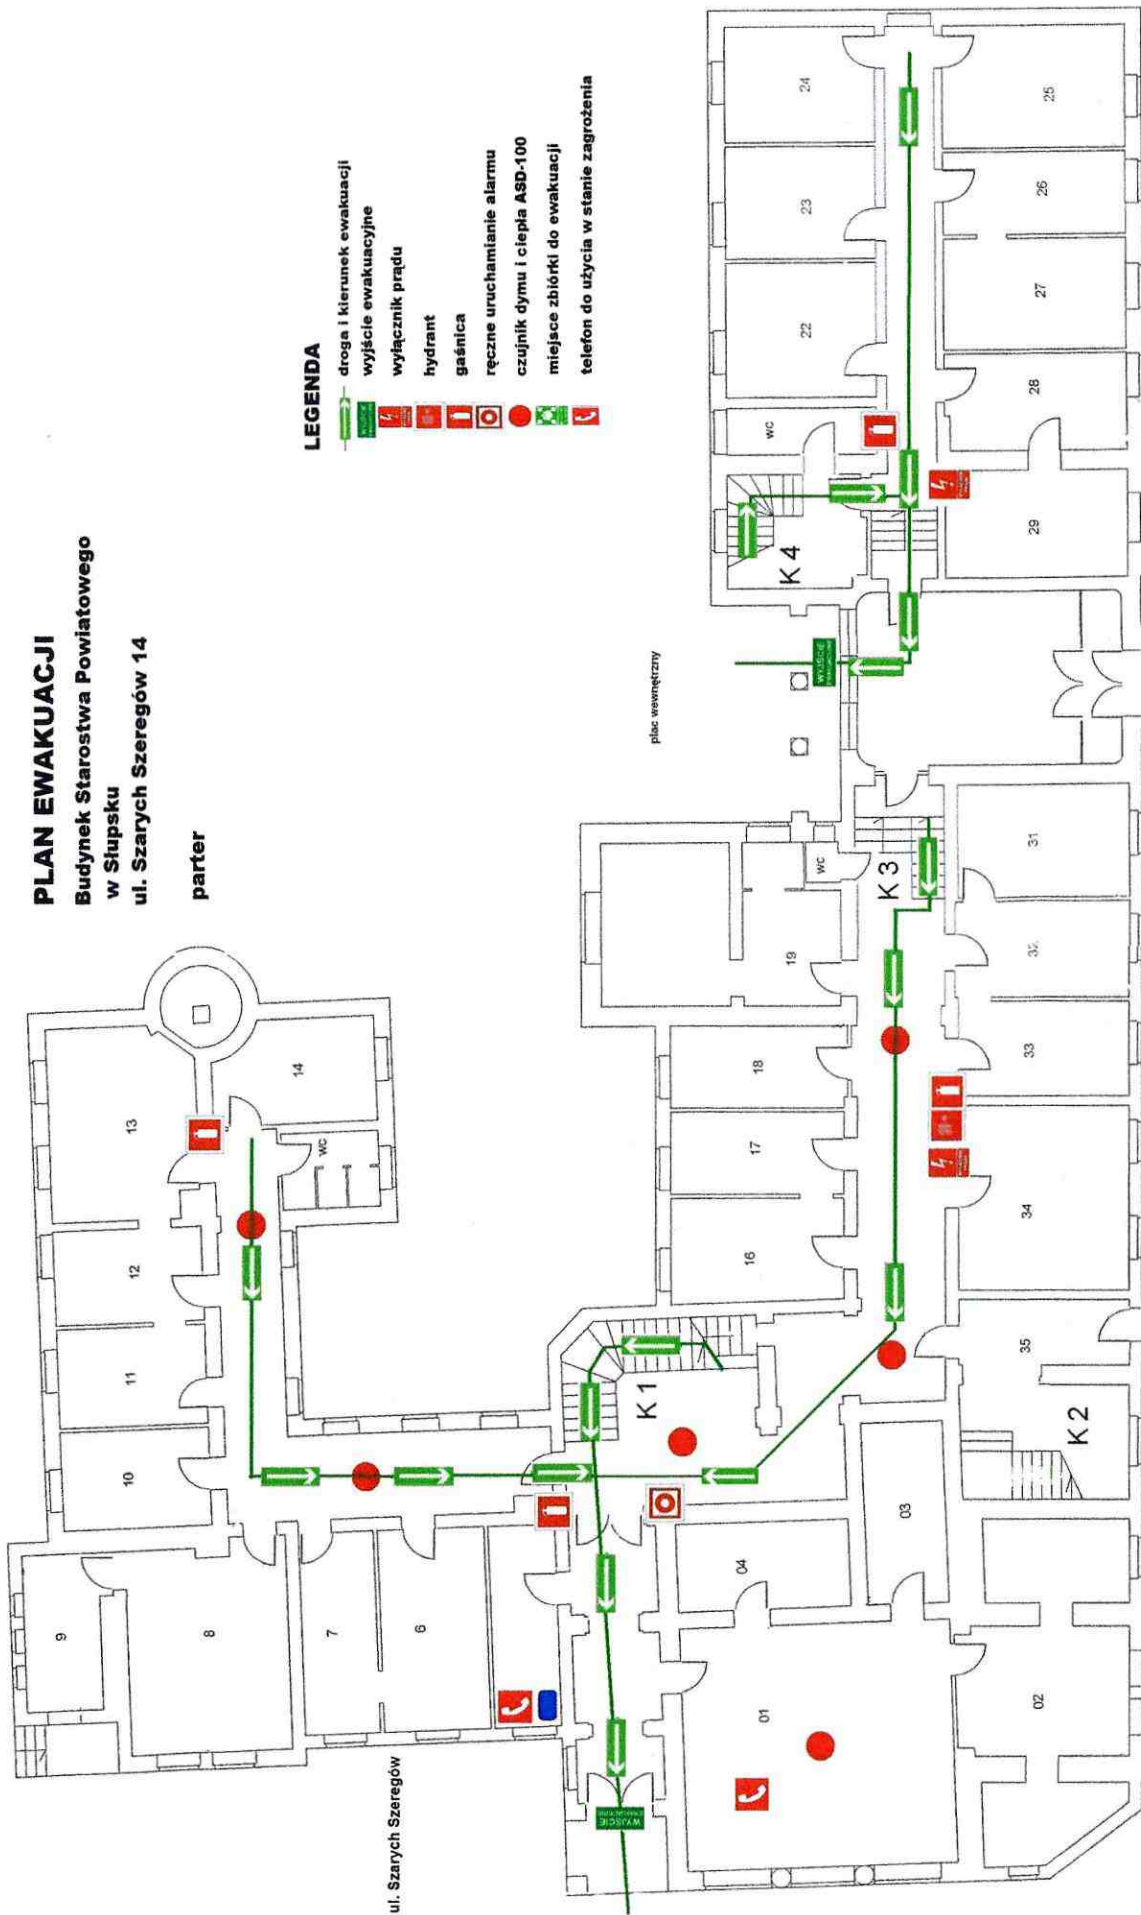 PLAN EWAKUACJI
Budynek Starostwa Powiatowego
w Słupsku
ul. Szarych Szeregów 14
parter
LEGENDA
droga i kierunek ewakuacji
wyjście ewakuacyjne
wyłącznik prądu
hydrant
gaśnica
ręczne uruchamianie alarmu
czujnik dymu i ciepła ASD-100
miejsce zbiórki do ewakuacji
telefon do użycia w stanie zagrożenia
9
8
7
6
10
11
12
13
14
WC
ul. Szarych Szeregów
WYJŚCIE
EWAKUACYJNE
K 1
16
17
18
19
WC
K 3
plac wewnętrzny
WYJŚCIE
EWAKUACYJNE
K 4
WC
22
23
24
25
26
27
28
29
31
32
33
34
35
K 2
04
03
01
02